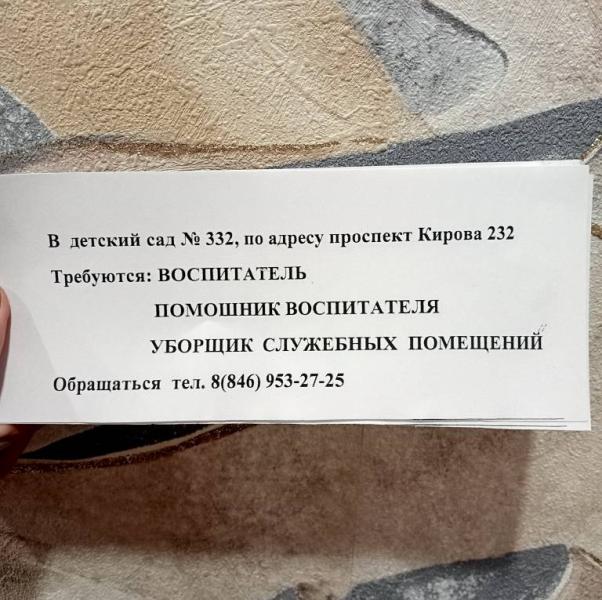 В детский сад № 332, по адресу проспект Кирова 232
Требуются: ВОСПИТАТЕЛЬ
ПОМОШНИК ВОСПИТАТЕЛЯ
УБОРЩИК СЛУЖЕБНЫХ ПОМЕЩЕНИЙ
Обращаться тел. 8(846) 953-27-25